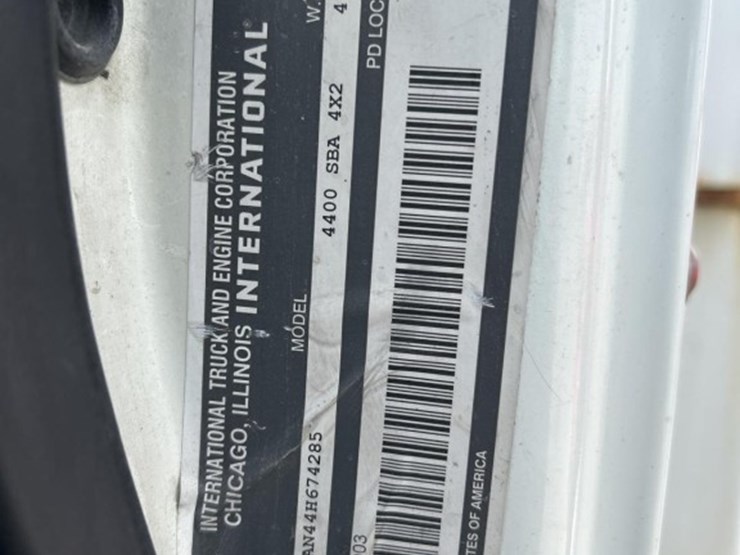 INTERNATIONAL TRUCK AND ENGINE CORPORATION
CHICAGO, ILLINOIS INTERNATIONAL®
MODEL W.
AN44H674285 4400 SBA 4X2 4
03 PD LOC
TES OF AMERICA